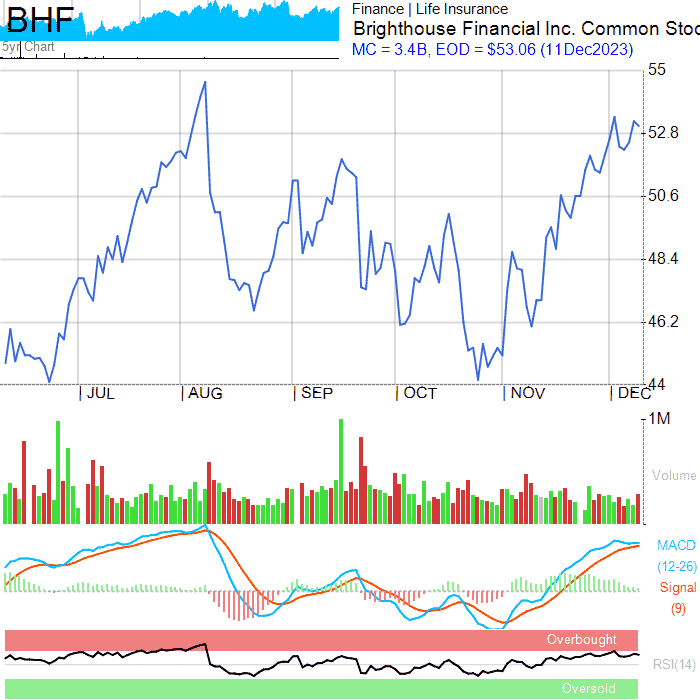 BHF
5yr Chart
Finance | Life Insurance
Brighthouse Financial Inc. Common Stoc
MC = 3.4B, EOD = $53.06 (11Dec2023)
55
52.8
50.6
48.4
46.2
44
| JUL | AUG | SEP | OCT | NOV | DEC
1M
Volume
MACD
(12-26)
Signal
(9)
Overbought
RSI(14)
Oversold